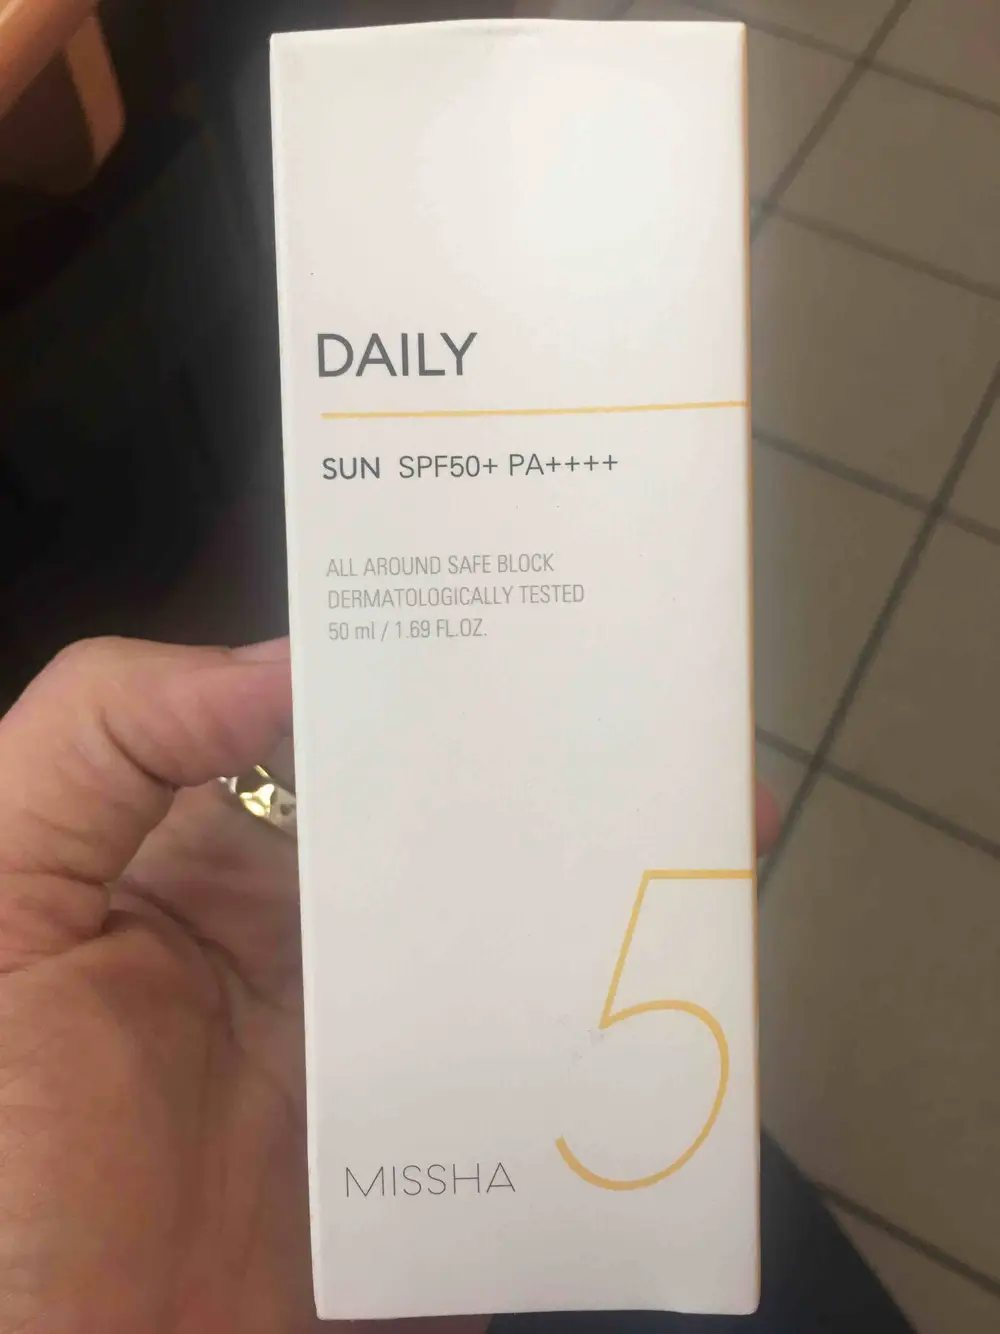 DAILY
SUN SPF50+ PA++++
ALL AROUND SAFE BLOCK
DERMATOLOGICALLY TESTED
50 ml / 1.69 FL.OZ.
5
MISSHA